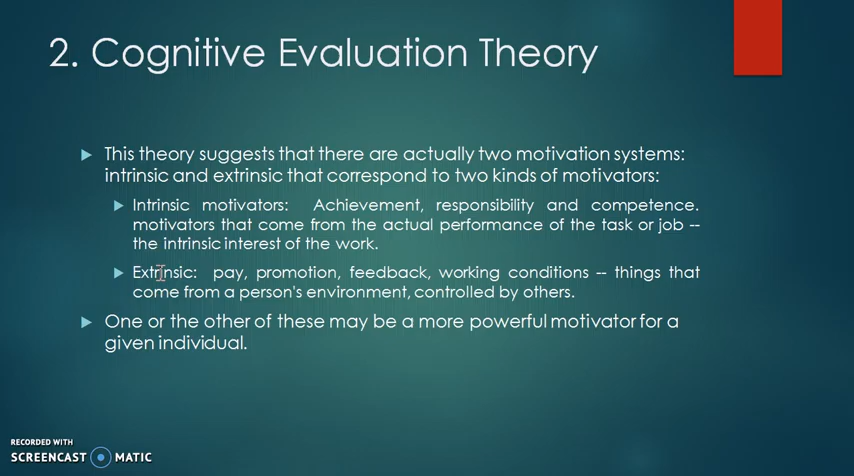 2. Cognitive Evaluation Theory
This theory suggests that there are actually two motivation systems:
intrinsic and extrinsic that correspond to two kinds of motivators:
Intrinsic motivators: Achievement, responsibility and competence.
motivators that come from the actual performance of the task or job --
the intrinsic interest of the work.
Extrinsic: pay, promotion, feedback, working conditions -- things that
come from a person's environment, controlled by others.
One or the other of these may be a more powerful motivator for a
given individual.
RECORDED WITH
SCREENCAST MATIC